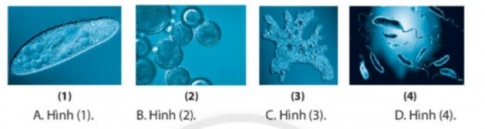 (1) (2) (3) (4)
A. Hình (1). B. Hình (2). C. Hình (3). D. Hình (4).